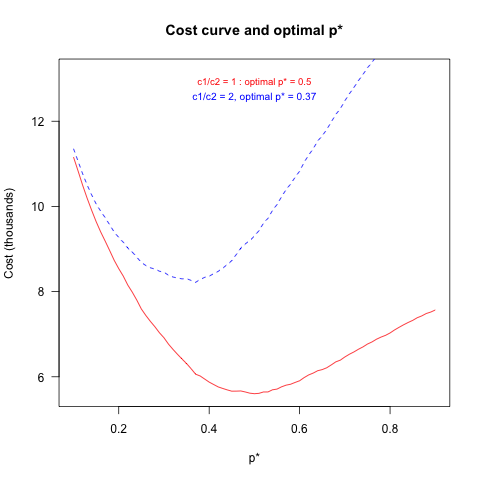 Cost curve and optimal p*
c1/c2 = 1 : optimal p* = 0.5
c1/c2 = 2, optimal p* = 0.37
Cost (thousands)
12
10
8
6
0.2 0.4 0.6 0.8
p*